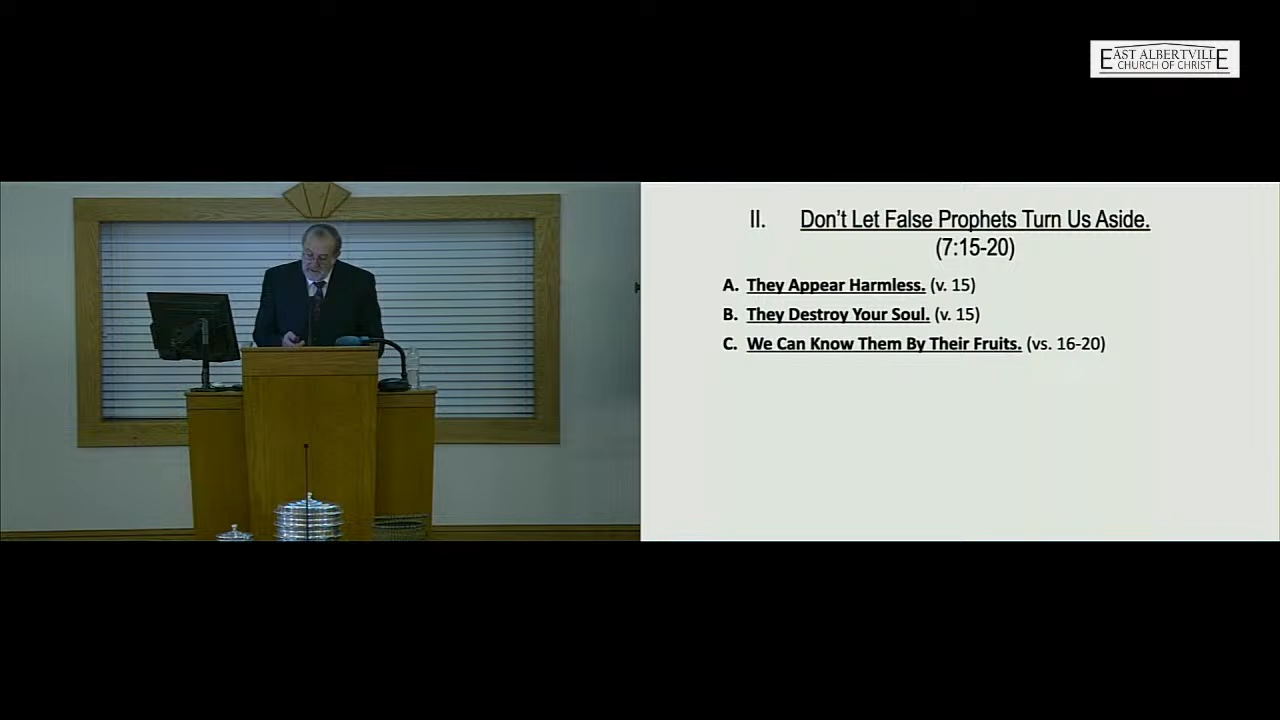 EAST ALBERTVILLE
CHURCH OF CHRIST
II. Don't Let False Prophets Turn Us Aside.
(7:15-20)
A. They Appear Harmless. (v. 15)
B. They Destroy Your Soul. (v. 15)
C. We Can Know Them By Their Fruits. (vs. 16-20)